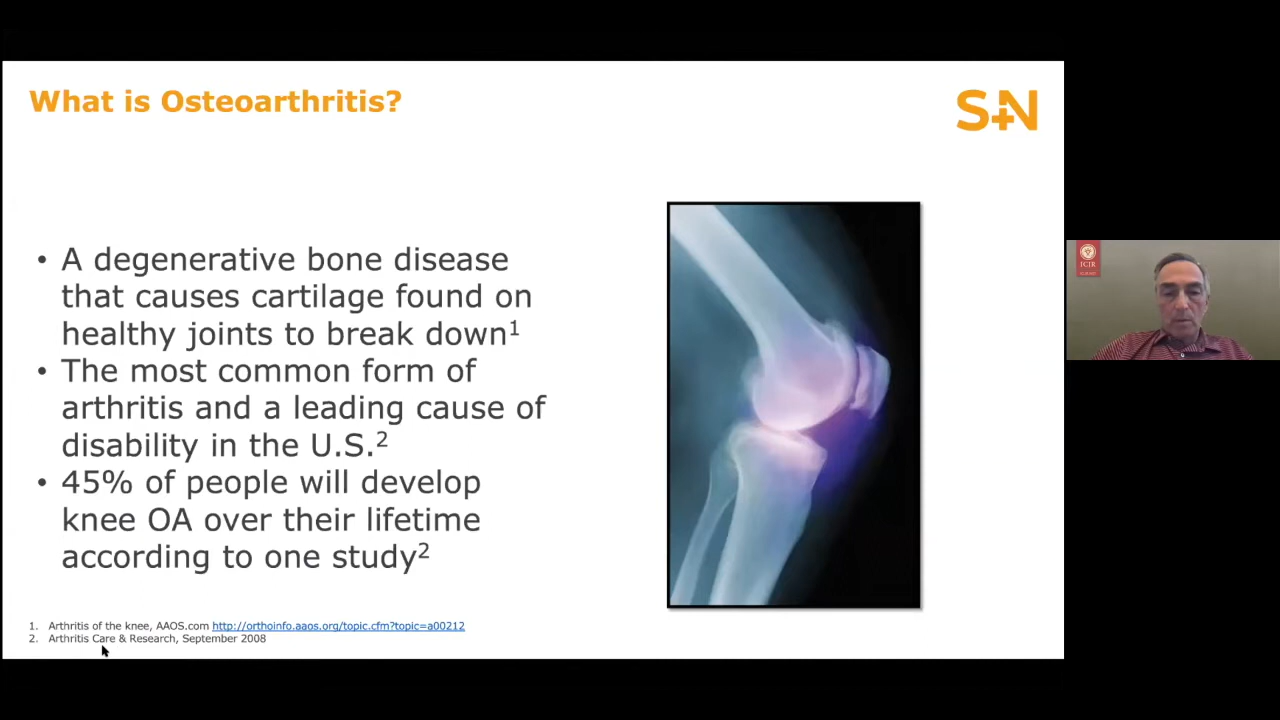 What is Osteoarthritis?
S+N
• A degenerative bone disease
that causes cartilage found on
healthy joints to break down1
• The most common form of
arthritis and a leading cause of
disability in the U.S.2
• 45% of people will develop
knee OA over their lifetime
according to one study2
1. Arthritis of the knee, AAOS.com http://orthoinfo.aaos.org/topic.cfm?topic=a00212
2. Arthritis Care & Research, September 2008
ICJR